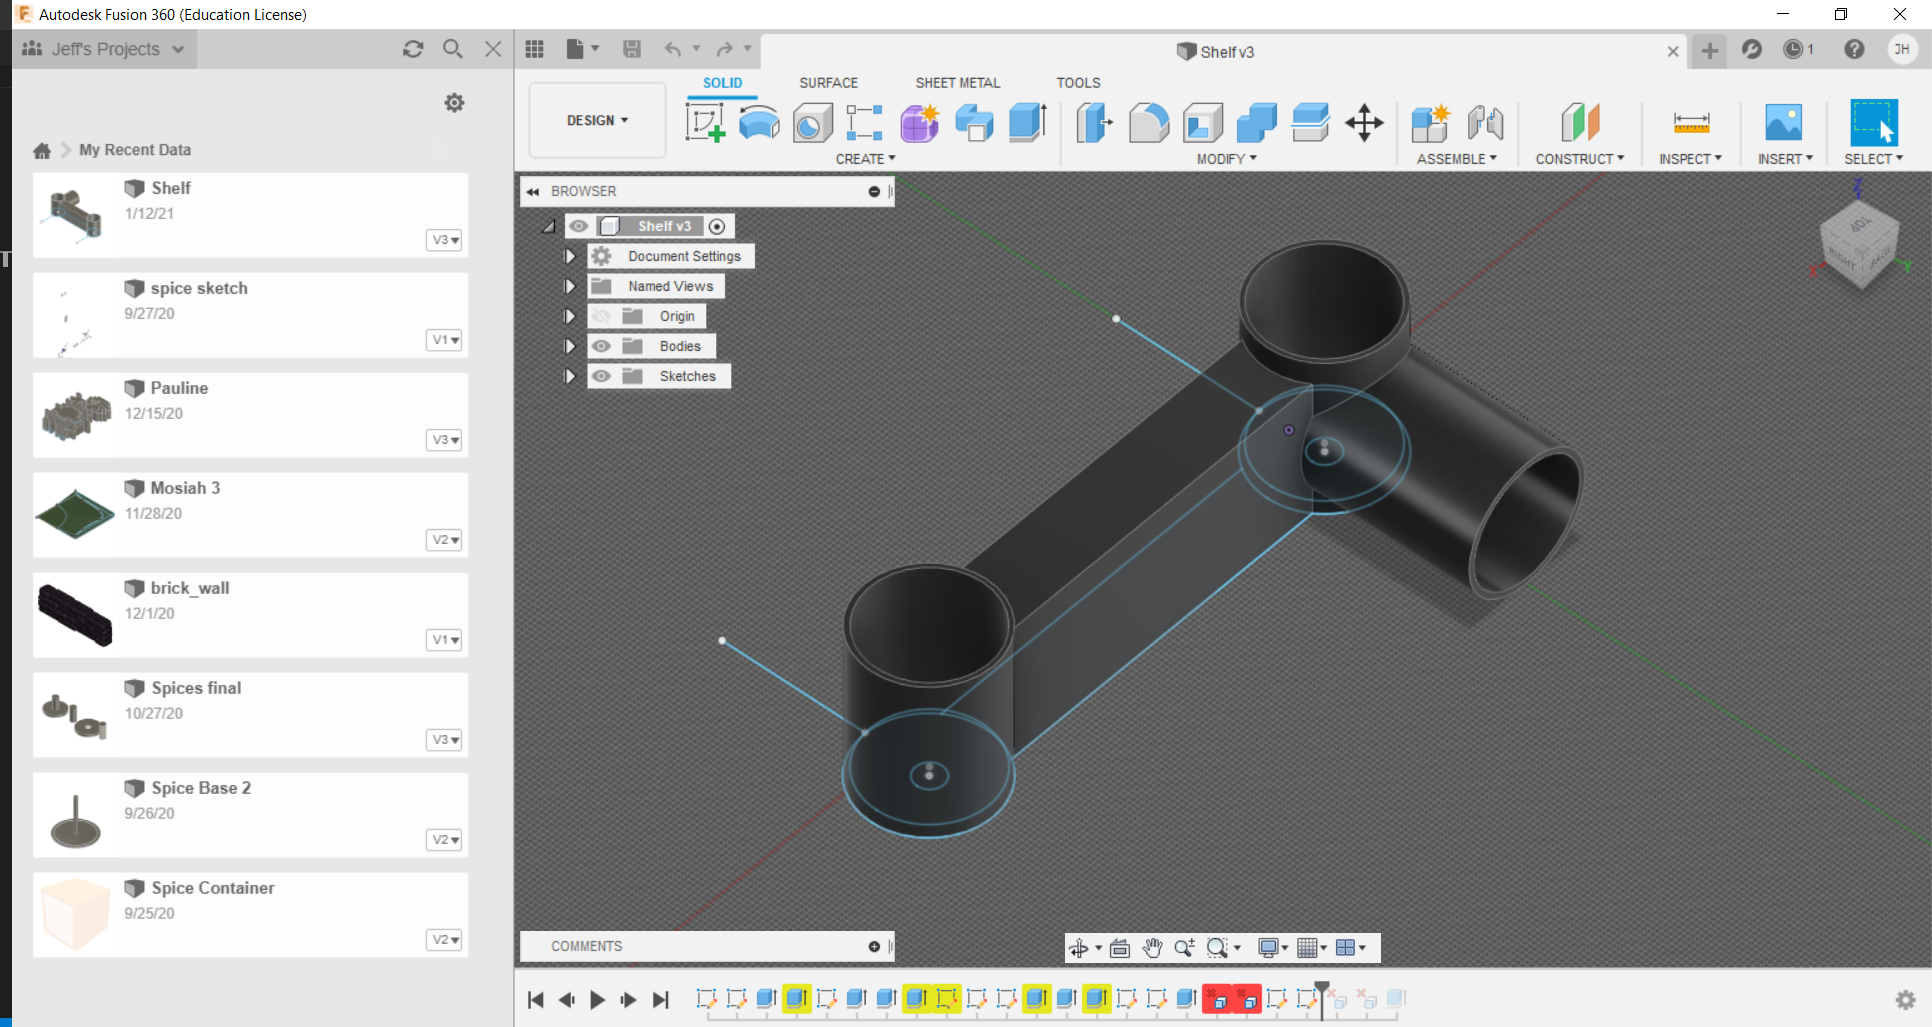 Autodesk Fusion 360 (Education License)
Jeff's Projects
Shelf v3
1
JH
SOLID
SURFACE
SHEET METAL
TOOLS
DESIGN
CREATE
MODIFY
ASSEMBLE
CONSTRUCT
INSPECT
INSERT
SELECT
My Recent Data
Shelf
1/12/21
V3
spice sketch
9/27/20
V1
Pauline
12/15/20
V3
Mosiah 3
11/28/20
V2
brick_wall
12/1/20
V1
Spices final
10/27/20
V3
Spice Base 2
9/26/20
V2
Spice Container
9/25/20
V2
BROWSER
Shelf v3
Document Settings
Named Views
Origin
Bodies
Sketches
Z
TOP
RIGHT
BACK
X
Y
COMMENTS
T